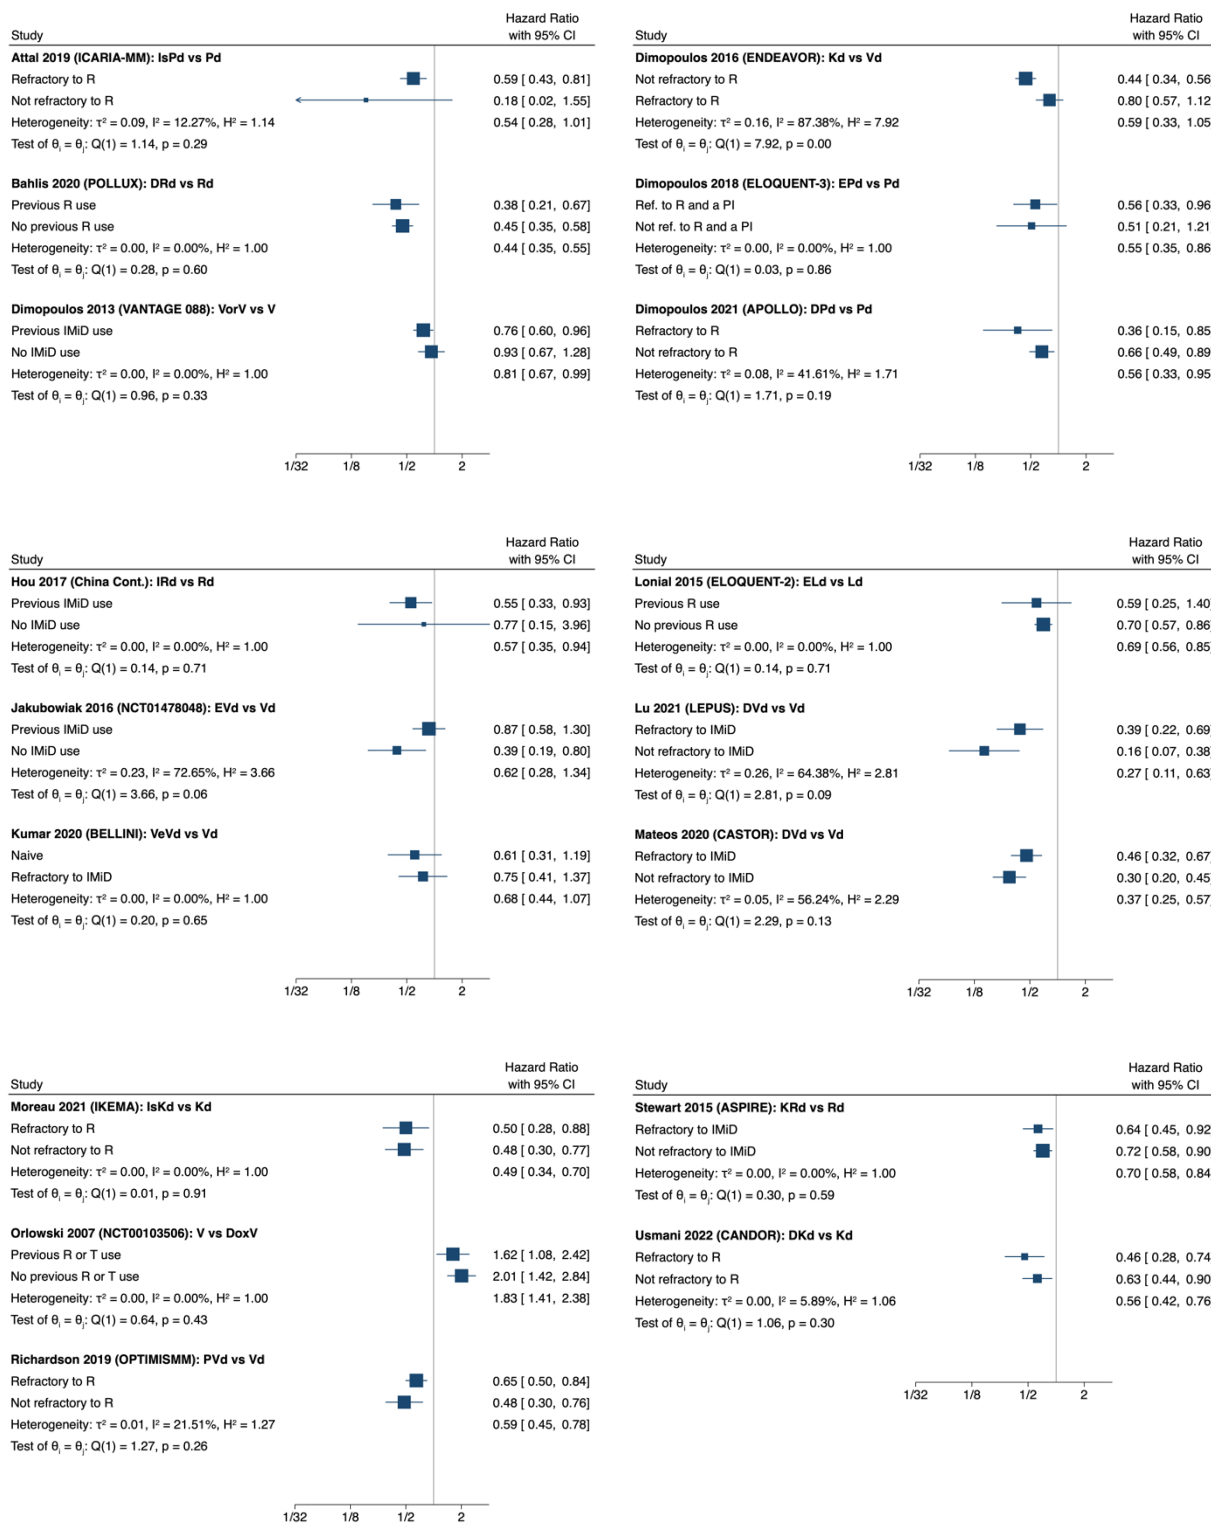 Hazard Ratio
Study with 95% CI
Attal 2019 (ICARIA-MM): IsPd vs Pd
Refractory to R 0.59 [ 0.43, 0.81]
Not refractory to R 0.18 [ 0.02, 1.55]
Heterogeneity: τ² = 0.09, I² = 12.27%, H² = 1.14 0.54 [ 0.28, 1.01]
Test of θᵢ = θⱼ: Q(1) = 1.14, p = 0.29
Bahlis 2020 (POLLUX): DRd vs Rd
Previous R use 0.38 [ 0.21, 0.67]
No previous R use 0.45 [ 0.35, 0.58]
Heterogeneity: τ² = 0.00, I² = 0.00%, H² = 1.00 0.44 [ 0.35, 0.55]
Test of θᵢ = θⱼ: Q(1) = 0.28, p = 0.60
Dimopoulos 2013 (VANTAGE 088): VorV vs V
Previous IMiD use 0.76 [ 0.60, 0.96]
No IMiD use 0.93 [ 0.67, 1.28]
Heterogeneity: τ² = 0.00, I² = 0.00%, H² = 1.00 0.81 [ 0.67, 0.99]
Test of θᵢ = θⱼ: Q(1) = 0.96, p = 0.33
1/32 1/8 1/2 2
Hazard Ratio
Study with 95% CI
Dimopoulos 2016 (ENDEAVOR): Kd vs Vd
Not refractory to R 0.44 [ 0.34, 0.56]
Refractory to R 0.80 [ 0.57, 1.12]
Heterogeneity: τ² = 0.16, I² = 87.38%, H² = 7.92 0.59 [ 0.33, 1.05]
Test of θᵢ = θⱼ: Q(1) = 7.92, p = 0.00
Dimopoulos 2018 (ELOQUENT-3): EPd vs Pd
Ref. to R and a PI 0.56 [ 0.33, 0.96]
Not ref. to R and a PI 0.51 [ 0.21, 1.21]
Heterogeneity: τ² = 0.00, I² = 0.00%, H² = 1.00 0.55 [ 0.35, 0.86]
Test of θᵢ = θⱼ: Q(1) = 0.03, p = 0.86
Dimopoulos 2021 (APOLLO): DPd vs Pd
Refractory to R 0.36 [ 0.15, 0.85]
Not refractory to R 0.66 [ 0.49, 0.89]
Heterogeneity: τ² = 0.08, I² = 41.61%, H² = 1.71 0.56 [ 0.33, 0.95]
Test of θᵢ = θⱼ: Q(1) = 1.71, p = 0.19
1/32 1/8 1/2 2
Hazard Ratio
Study with 95% CI
Hou 2017 (China Cont.): IRd vs Rd
Previous IMiD use 0.55 [ 0.33, 0.93]
No IMiD use 0.77 [ 0.15, 3.96]
Heterogeneity: τ² = 0.00, I² = 0.00%, H² = 1.00 0.57 [ 0.35, 0.94]
Test of θᵢ = θⱼ: Q(1) = 0.14, p = 0.71
Jakubowiak 2016 (NCT01478048): EVd vs Vd
Previous IMiD use 0.87 [ 0.58, 1.30]
No IMiD use 0.39 [ 0.19, 0.80]
Heterogeneity: τ² = 0.23, I² = 72.65%, H² = 3.66 0.62 [ 0.28, 1.34]
Test of θᵢ = θⱼ: Q(1) = 3.66, p = 0.06
Kumar 2020 (BELLINI): VeVd vs Vd
Naive 0.61 [ 0.31, 1.19]
Refractory to IMiD 0.75 [ 0.41, 1.37]
Heterogeneity: τ² = 0.00, I² = 0.00%, H² = 1.00 0.68 [ 0.44, 1.07]
Test of θᵢ = θⱼ: Q(1) = 0.20, p = 0.65
1/32 1/8 1/2 2
Hazard Ratio
Study with 95% CI
Lonial 2015 (ELOQUENT-2): ELd vs Ld
Previous R use 0.59 [ 0.25, 1.40]
No previous R use 0.70 [ 0.57, 0.86]
Heterogeneity: τ² = 0.00, I² = 0.00%, H² = 1.00 0.69 [ 0.56, 0.85]
Test of θᵢ = θⱼ: Q(1) = 0.14, p = 0.71
Lu 2021 (LEPUS): DVd vs Vd
Refractory to IMiD 0.39 [ 0.22, 0.69]
Not refractory to IMiD 0.16 [ 0.07, 0.38]
Heterogeneity: τ² = 0.26, I² = 64.38%, H² = 2.81 0.27 [ 0.11, 0.63]
Test of θᵢ = θⱼ: Q(1) = 2.81, p = 0.09
Mateos 2020 (CASTOR): DVd vs Vd
Refractory to IMiD 0.46 [ 0.32, 0.67]
Not refractory to IMiD 0.30 [ 0.20, 0.45]
Heterogeneity: τ² = 0.05, I² = 56.24%, H² = 2.29 0.37 [ 0.25, 0.57]
Test of θᵢ = θⱼ: Q(1) = 2.29, p = 0.13
1/32 1/8 1/2 2
Hazard Ratio
Study with 95% CI
Moreau 2021 (IKEMA): IsKd vs Kd
Refractory to R 0.50 [ 0.28, 0.88]
Not refractory to R 0.48 [ 0.30, 0.77]
Heterogeneity: τ² = 0.00, I² = 0.00%, H² = 1.00 0.49 [ 0.34, 0.70]
Test of θᵢ = θⱼ: Q(1) = 0.01, p = 0.91
Orlowski 2007 (NCT00103506): V vs DoxV
Previous R or T use 1.62 [ 1.08, 2.42]
No previous R or T use 2.01 [ 1.42, 2.84]
Heterogeneity: τ² = 0.00, I² = 0.00%, H² = 1.00 1.83 [ 1.41, 2.38]
Test of θᵢ = θⱼ: Q(1) = 0.64, p = 0.43
Richardson 2019 (OPTIMISMM): PVd vs Vd
Refractory to R 0.65 [ 0.50, 0.84]
Not refractory to R 0.48 [ 0.30, 0.76]
Heterogeneity: τ² = 0.01, I² = 21.51%, H² = 1.27 0.59 [ 0.45, 0.78]
Test of θᵢ = θⱼ: Q(1) = 1.27, p = 0.26
1/32 1/8 1/2 2
Hazard Ratio
Study with 95% CI
Stewart 2015 (ASPIRE): KRd vs Rd
Refractory to IMiD 0.64 [ 0.45, 0.92]
Not refractory to IMiD 0.72 [ 0.58, 0.90]
Heterogeneity: τ² = 0.00, I² = 0.00%, H² = 1.00 0.70 [ 0.58, 0.84]
Test of θᵢ = θⱼ: Q(1) = 0.30, p = 0.59
Usmani 2022 (CANDOR): DKd vs Kd
Refractory to R 0.46 [ 0.28, 0.74]
Not refractory to R 0.63 [ 0.44, 0.90]
Heterogeneity: τ² = 0.00, I² = 5.89%, H² = 1.06 0.56 [ 0.42, 0.76]
Test of θᵢ = θⱼ: Q(1) = 1.06, p = 0.30
1/32 1/8 1/2 2